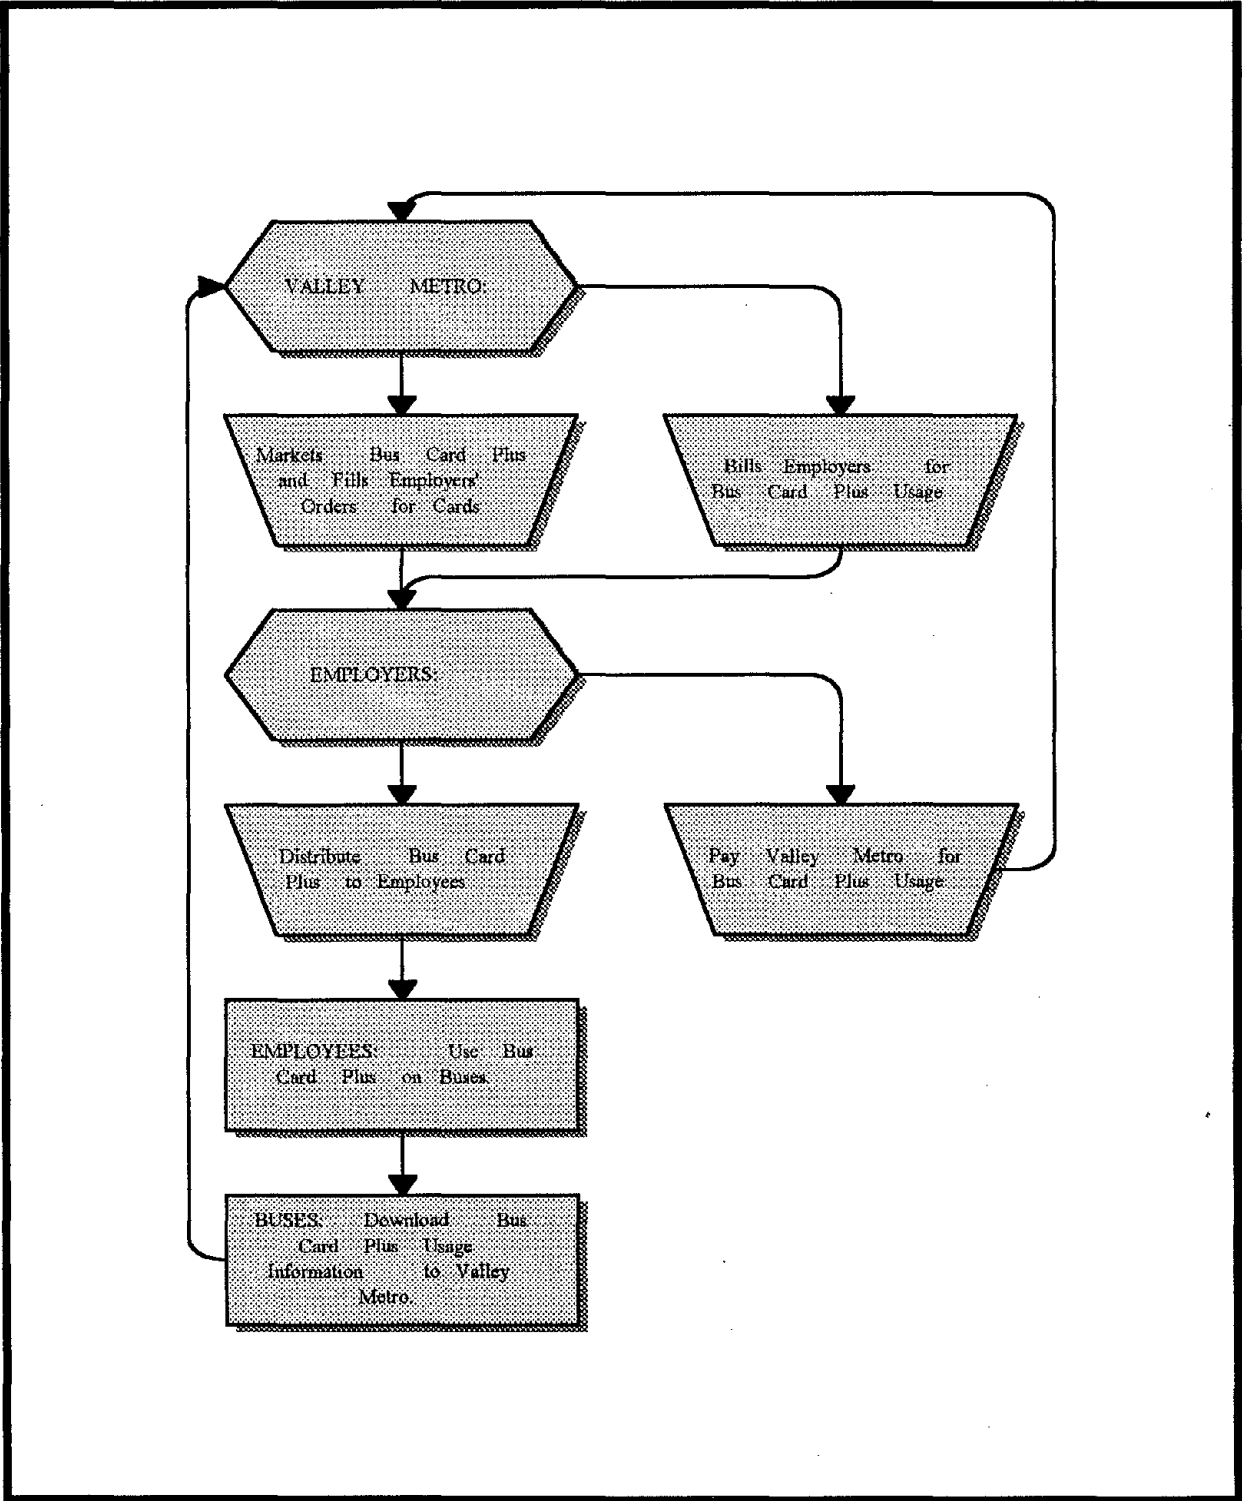 VALLEY METRO:
Markets Bus Card Plus
and Fills Employers'
Orders for Cards
Bills Employers for
Bus Card Plus Usage
EMPLOYERS:
Distribute Bus Card
Plus to Employees
Pay Valley Metro for
Bus Card Plus Usage
EMPLOYEES: Use Bus
Card Plus on Buses.
BUSES: Download Bus
Card Plus Usage
Information to Valley
Metro.